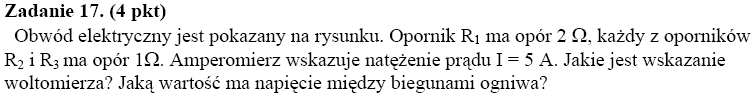 Zadanie 17. (4 pkt)
Obwód elektryczny jest pokazany na rysunku. Opornik R₁ ma opór 2 Ω, każdy z oporników
R₂ i R₃ ma opór 1Ω. Amperomierz wskazuje natężenie prądu I = 5 A. Jakie jest wskazanie
woltomierza? Jaką wartość ma napięcie między biegunami ogniwa?